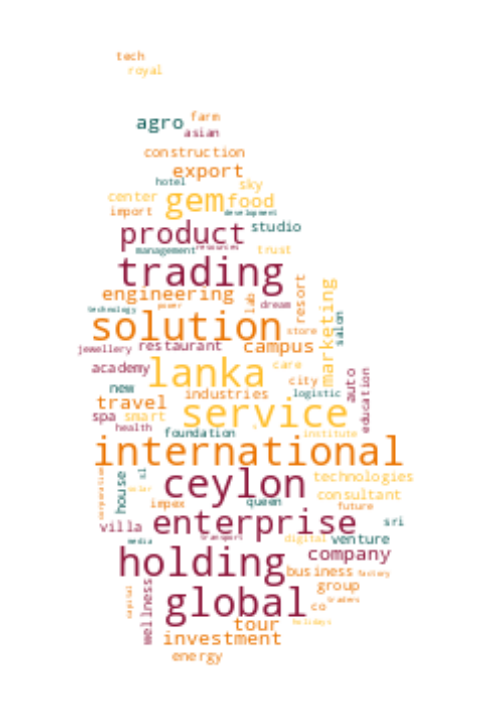 tech
royal
farm
agro
asian
construction
export
hotel
sky
center
gem
food
import
development
product
studio
management
resources
trust
trading
engineering
resort
marketing
technology
power
lab
dream
solution
store
salon
jewellery
restaurant
campus
academy
lanka
care
city
auto
education
new
industries
logistic
travel
service
spa
smart
health
foundation
institute
international
corporation
house
sl
ceylon
technologies
solar
consultant
impex
queen
future
villa
enterprise
sri
media
transport
digital
venture
holding
company
business
factory
wellness
capital
global
group
traders
co
tour
holidays
investment
energy